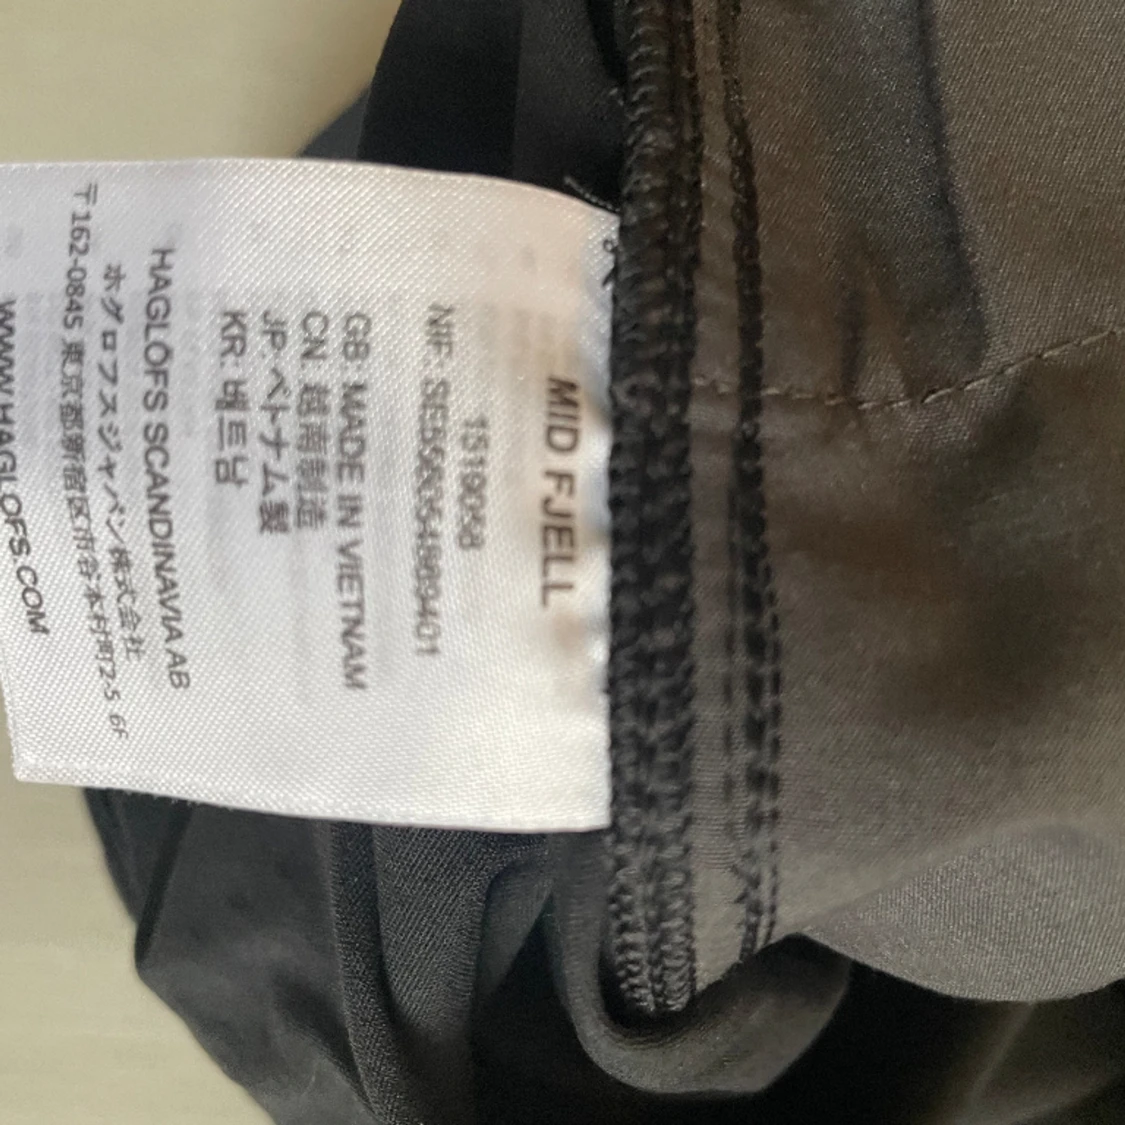 MID FJELL
1519058
NIF: SE556054889401
GB: MADE IN VIETNAM
CN: 越南制造
JP: ベトナム製
KR: 베트남
HAGLÖFS SCANDINAVIA AB
ホグロフスジャパン株式会社
〒162-0845 東京都新宿区市谷本村町2-5 6F
WWW.HAGLOFS.COM